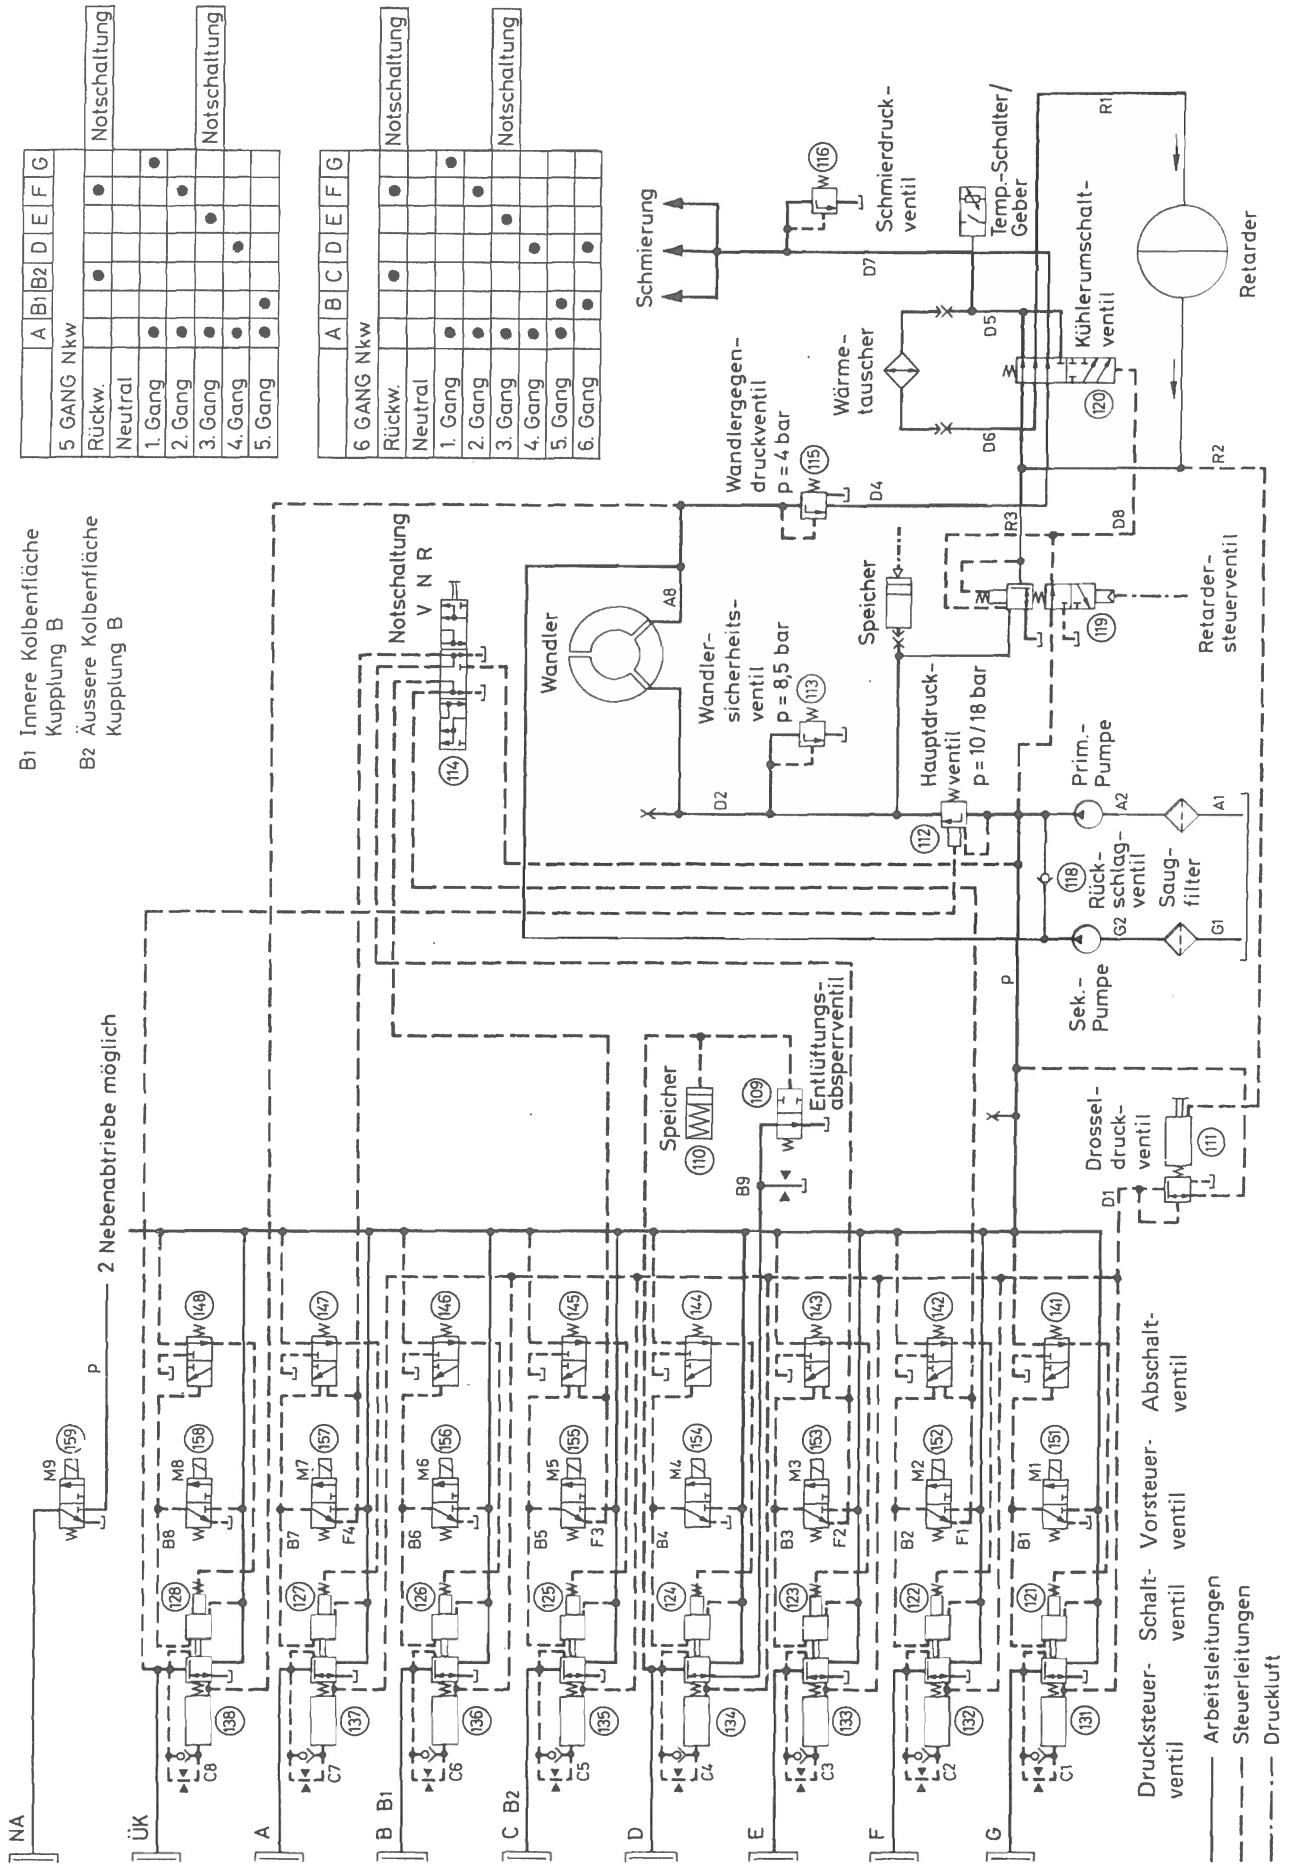 A B1 B2 D E F G
5 GANG Nkw
Rückw. Notschaltung
Neutral
1. Gang
2. Gang
3. Gang Notschaltung
4. Gang
5. Gang
A B C D E F G
6 GANG Nkw
Rückw. Notschaltung
Neutral
1. Gang
2. Gang
3. Gang Notschaltung
4. Gang
5. Gang
6. Gang
B1 Innere Kolbenfläche
Kupplung B
B2 Äussere Kolbenfläche
Kupplung B
Notschaltung
V N R
114
Schmierung
W 116
Schmierdruck-
ventil
D7
Temp.-Schalter/
Geber
Wärme-
tauscher
D5
D6
Kühlerumschalt-
ventil
120
R1
Retarder
R2
Wandlergegen-
druckventil
p = 4 bar
W 115
D4
Wandler
A8
Speicher
R3
D8
119
Retarder-
steuerventil
Wandler-
sicherheits-
ventil
p = 8,5 bar
W 113
D2
Hauptdruck-
ventil
p = 10/18 bar
W
112
Prim.-
Pumpe
A2
A1
118
Rück-
schlag-
ventil
Saug-
filter
Sek.-
Pumpe
G2
G1
p
2 Nebenabtriebe möglich
p
Speicher
110
109
W
Entlüftungs-
absperrventil
B9
Drossel-
druck-
ventil
111
D1
NA
M9
159
W
ÜK
C8
138
128
B8
M8
158
W
W 148
A
C7
137
127
B7
M7
157
W
F4
W 147
B B1
C6
136
126
B6
M6
156
W
W 146
C B2
C5
135
125
B5
M5
155
W
F3
W 145
D
C4
134
124
B4
M4
154
W
W 144
E
C3
133
123
B3
M3
153
W
F2
W 143
F
C2
132
122
B2
M2
152
W
F1
W 142
G
C1
131
121
B1
M1
151
W
W 141
Drucksteuer-
ventil
Schalt-
ventil
Vorsteuer-
ventil
Abschalt-
ventil
Arbeitsleitungen
Steuerleitungen
Druckluft